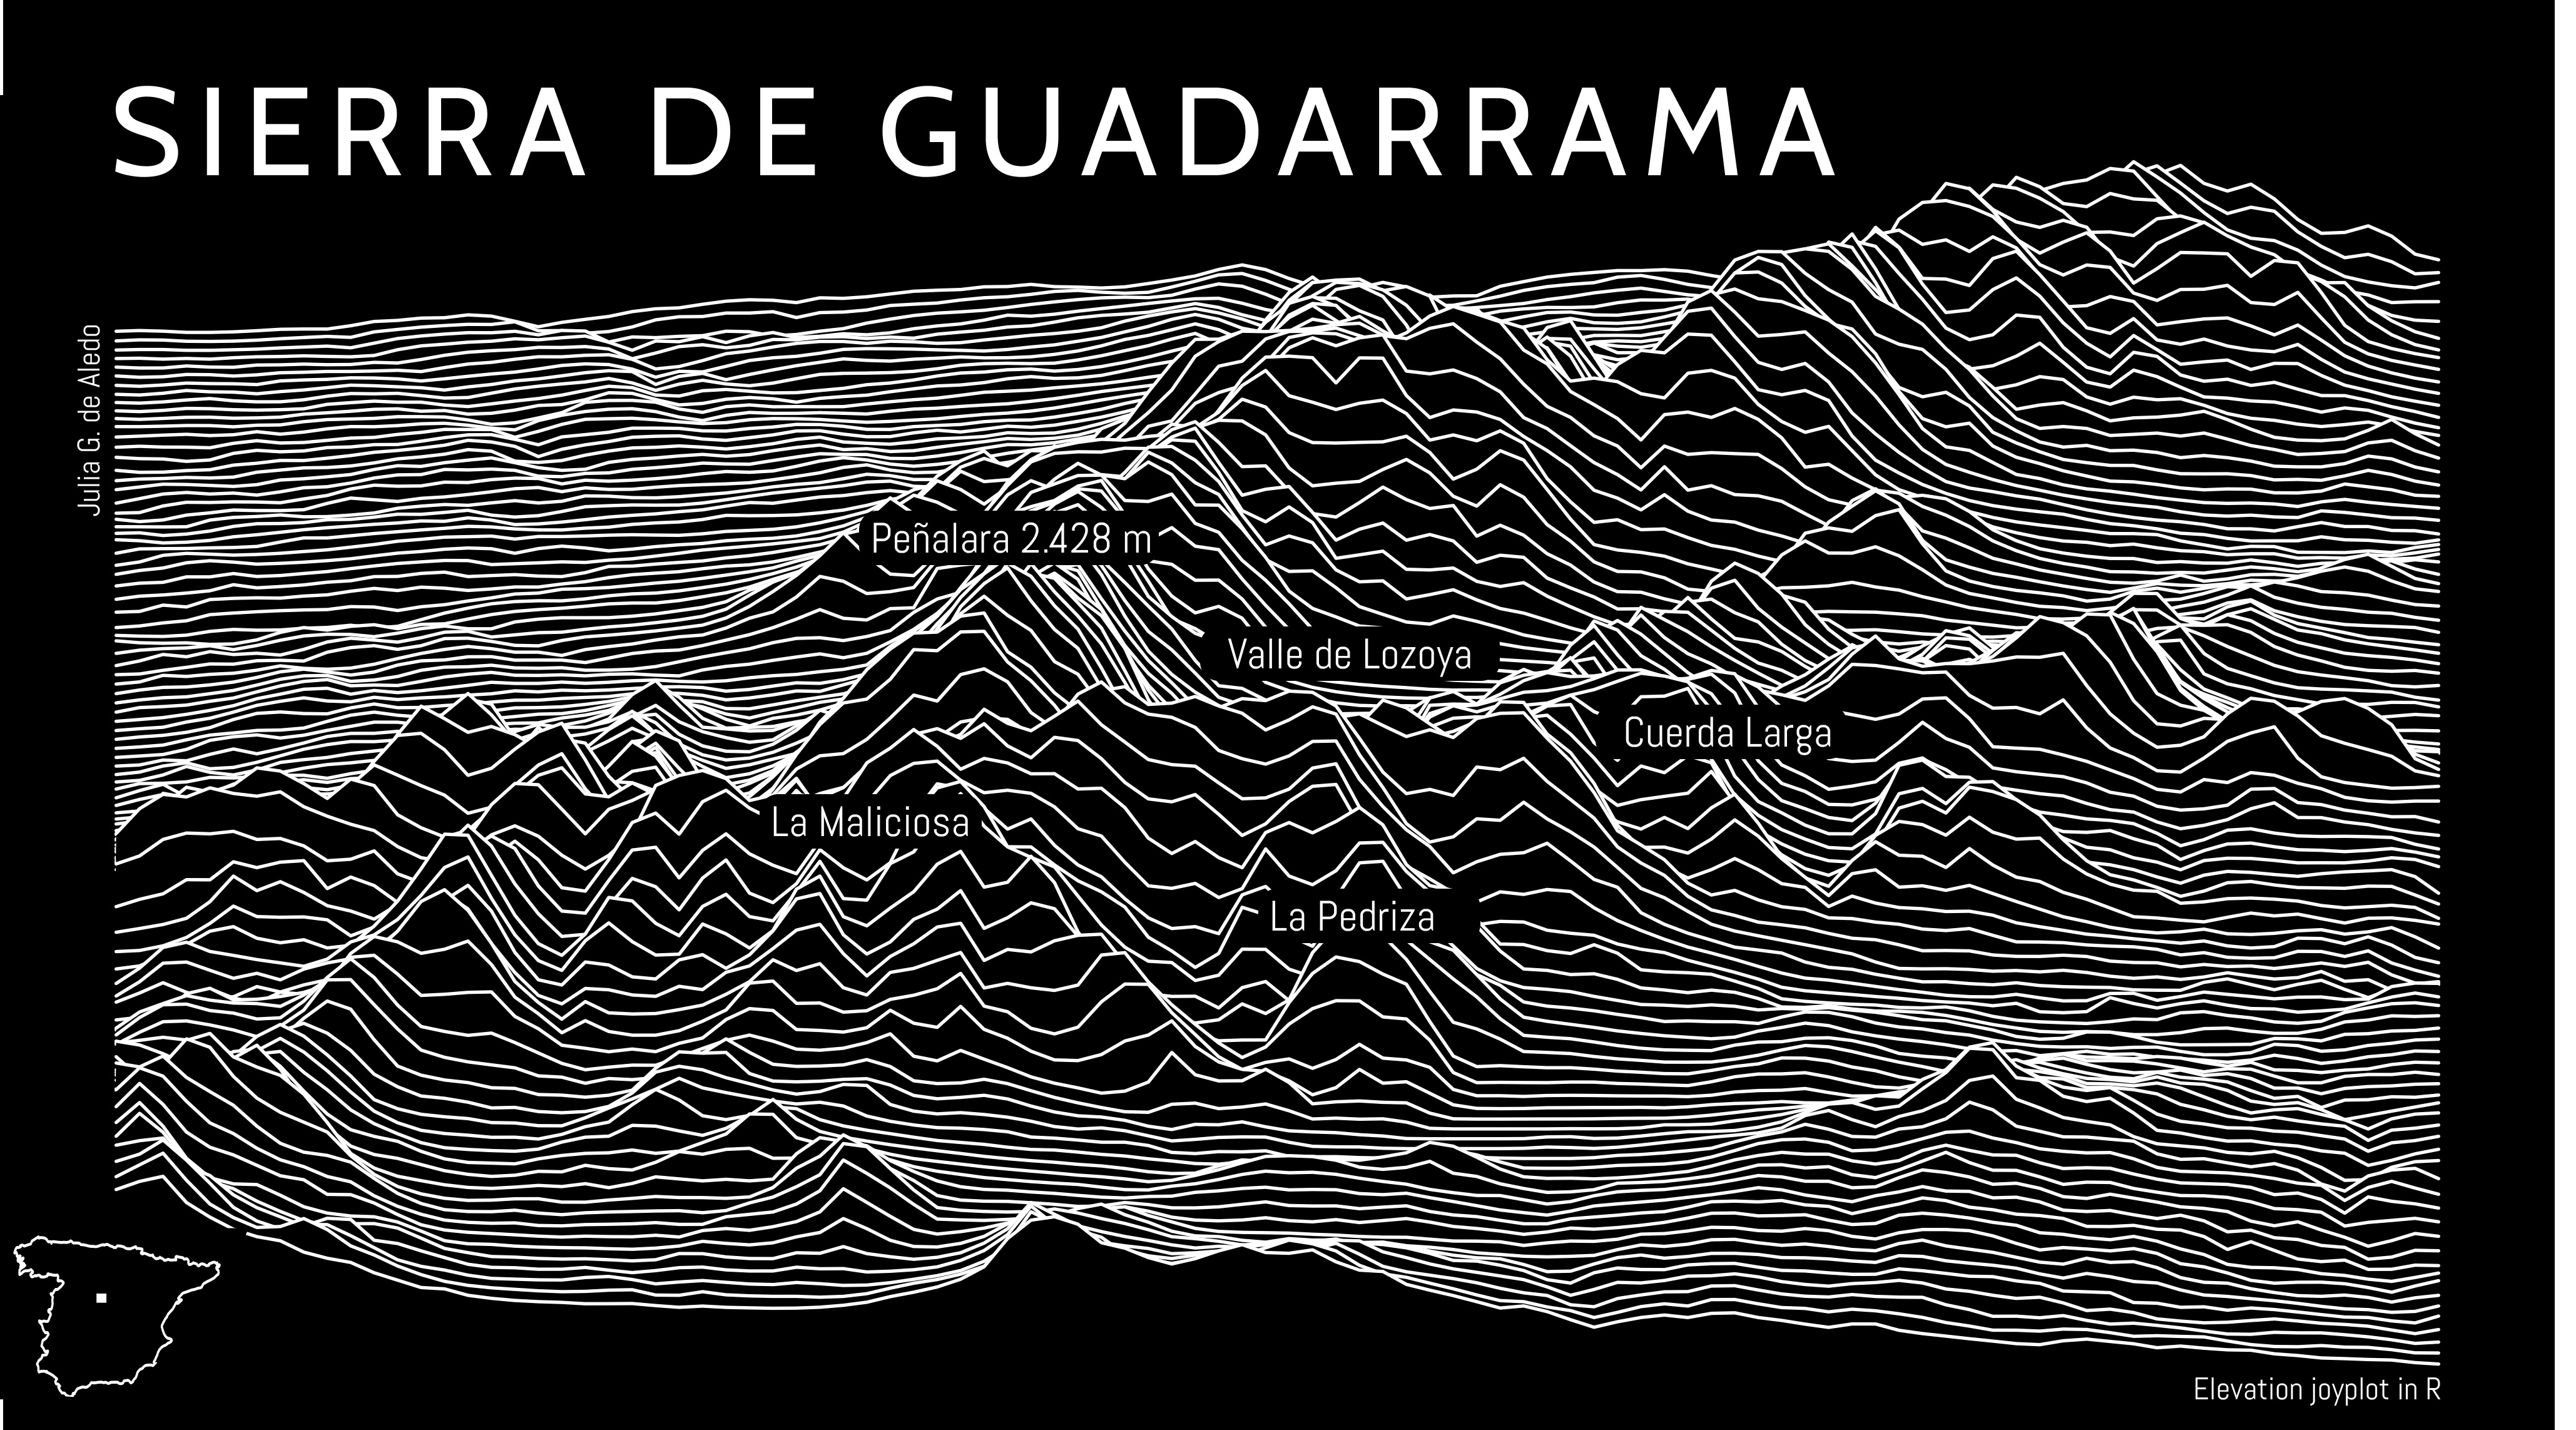 SIERRA DE GUADARRAMA
Julia G. de Aledo
Peñalara 2.428 m
Valle de Lozoya
Cuerda Larga
La Maliciosa
La Pedriza
Elevation joyplot in R